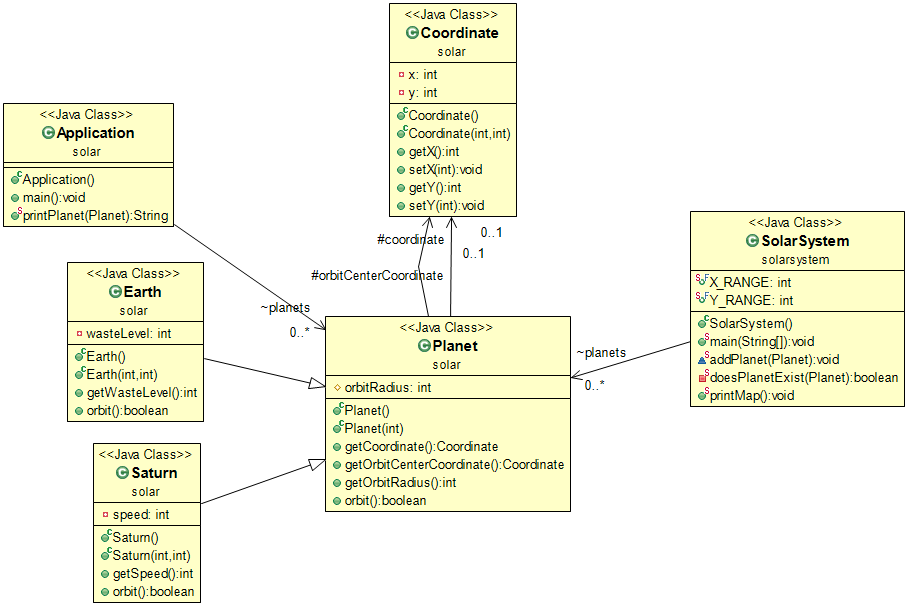 <<Java Class>>
Coordinate
solar
x: int
y: int
Coordinate()
Coordinate(int,int)
getX():int
setX(int):void
getY():int
setY(int):void
<<Java Class>>
Application
solar
Application()
main():void
printPlanet(Planet):String
#coordinate
0..1
0..1
#orbitCenterCoordinate
~planets
0..*
<<Java Class>>
SolarSystem
solarsystem
X_RANGE: int
Y_RANGE: int
SolarSystem()
main(String[]):void
addPlanet(Planet):void
doesPlanetExist(Planet):boolean
printMap():void
~planets
0..*
<<Java Class>>
Earth
solar
wasteLevel: int
Earth()
Earth(int,int)
getWasteLevel():int
orbit():boolean
<<Java Class>>
Planet
solar
orbitRadius: int
Planet()
Planet(int)
getCoordinate():Coordinate
getOrbitCenterCoordinate():Coordinate
getOrbitRadius():int
orbit():boolean
<<Java Class>>
Saturn
solar
speed: int
Saturn()
Saturn(int,int)
getSpeed():int
orbit():boolean